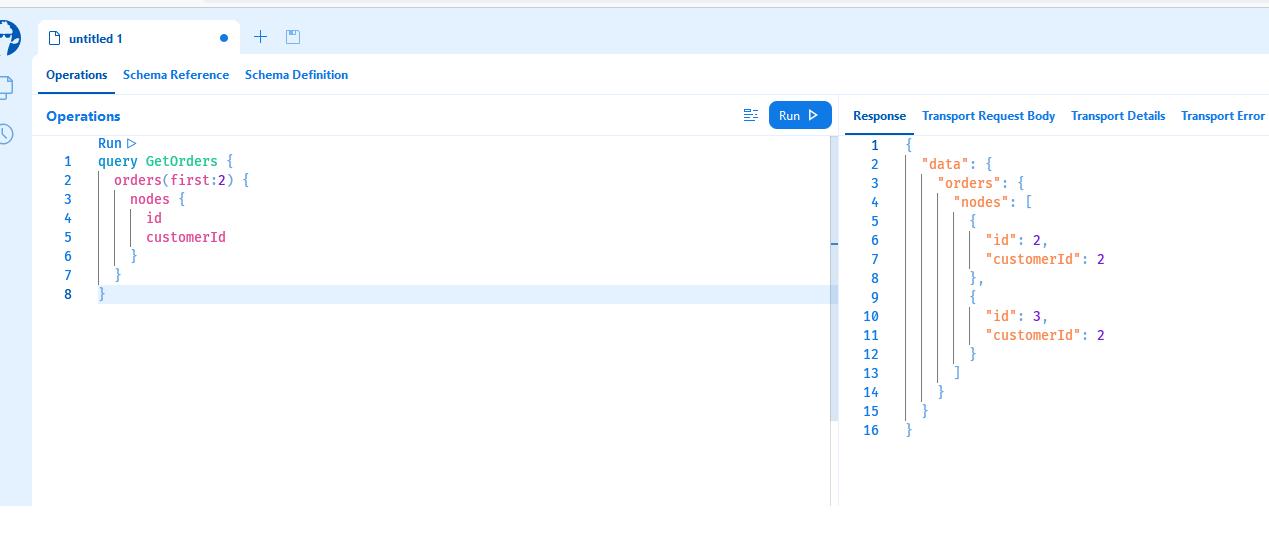 untitled 1
Operations Schema Reference Schema Definition
Operations
Run
Run
1 query GetOrders {
2 orders(first:2) {
3 nodes {
4 id
5 customerId
6 }
7 }
8 }
Response Transport Request Body Transport Details Transport Error
1 {
2 "data": {
3 "orders": {
4 "nodes": [
5 {
6 "id": 2,
7 "customerId": 2
8 },
9 {
10 "id": 3,
11 "customerId": 2
12 }
13 ]
14 }
15 }
16 }